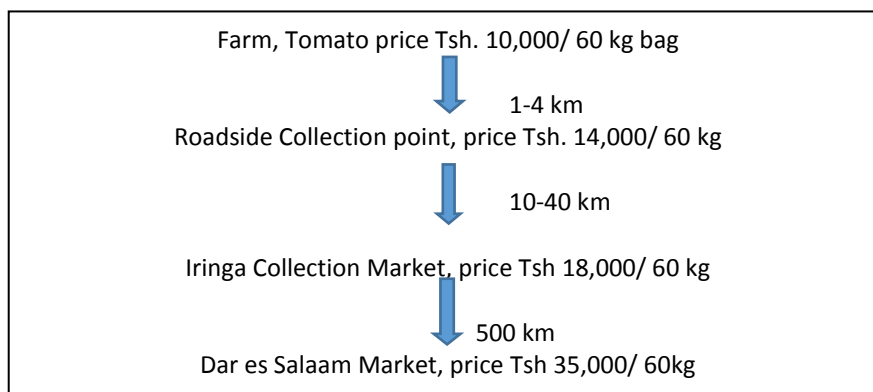 Farm, Tomato price Tsh. 10,000/ 60 kg bag
1-4 km
Roadside Collection point, price Tsh. 14,000/ 60 kg
10-40 km
Iringa Collection Market, price Tsh 18,000/ 60 kg
500 km
Dar es Salaam Market, price Tsh 35,000/ 60kg